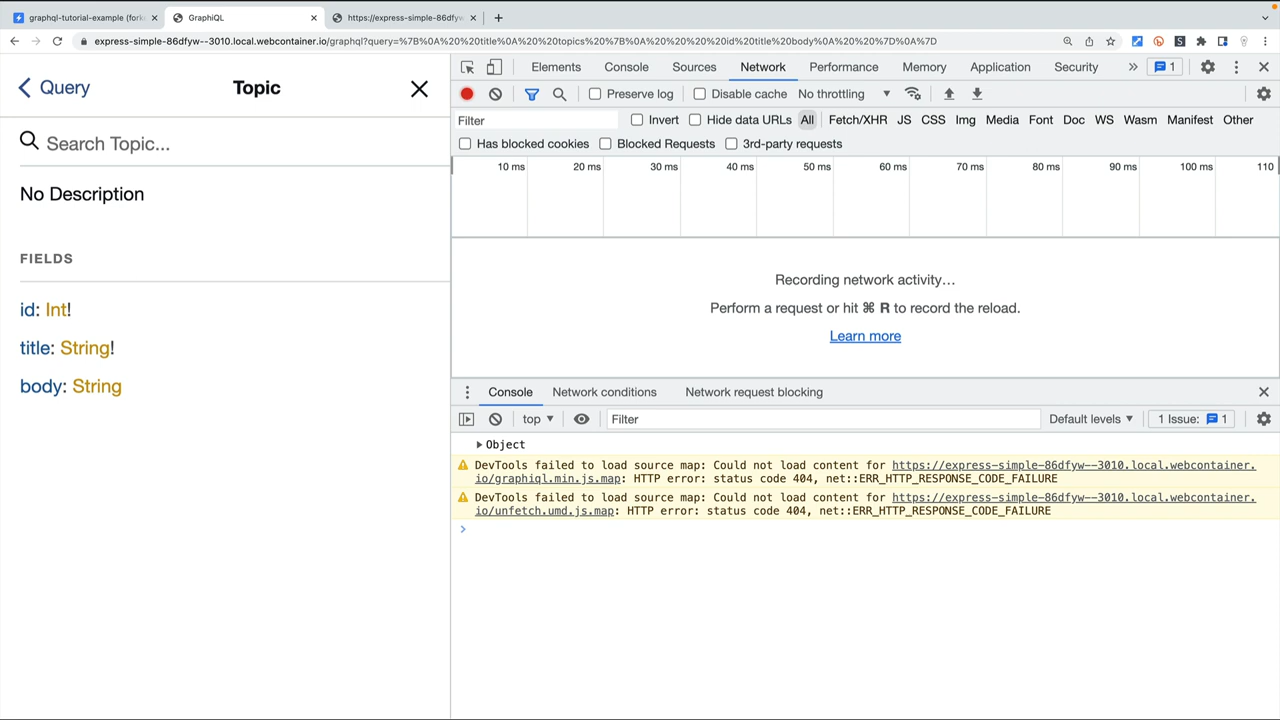 graphql-tutorial-example (fork
GraphiQL
https://express-simple-86dfyw-
express-simple-86dfyw--3010.local.webcontainer.io/graphql?query=%7B%0A%20%20title%0A%20%20topics%20%7B%0A%20%20%20%20id%20title%20body%0A%20%20%7D%0A%7D
Query
Topic
Search Topic...
No Description
FIELDS
id: Int!
title: String!
body: String
Elements
Console
Sources
Network
Performance
Memory
Application
Security
1
Preserve log
Disable cache
No throttling
Filter
Invert
Hide data URLs
All
Fetch/XHR
JS
CSS
Img
Media
Font
Doc
WS
Wasm
Manifest
Other
Has blocked cookies
Blocked Requests
3rd-party requests
10 ms
20 ms
30 ms
40 ms
50 ms
60 ms
70 ms
80 ms
90 ms
100 ms
110
Recording network activity…
Perform a request or hit ⌘ R to record the reload.
Learn more
Console
Network conditions
Network request blocking
top
Filter
Default levels
1 Issue:
1
Object
DevTools failed to load source map: Could not load content for https://express-simple-86dfyw--3010.local.webcontainer.
io/graphiql.min.js.map: HTTP error: status code 404, net::ERR_HTTP_RESPONSE_CODE_FAILURE
DevTools failed to load source map: Could not load content for https://express-simple-86dfyw--3010.local.webcontainer.
io/unfetch.umd.js.map: HTTP error: status code 404, net::ERR_HTTP_RESPONSE_CODE_FAILURE